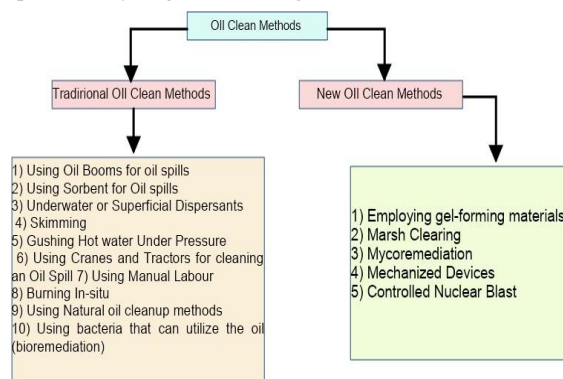 OIl Clean Methods
Tradirional OIl Clean Methods
New OIl Clean Methods
1) Using Oil Booms for oil spills
2) Using Sorbent for Oil spills
3) Underwater or Superficial Dispersants
4) Skimming
5) Gushing Hot water Under Pressure
6) Using Cranes and Tractors for cleaning
an Oil Spill 7) Using Manual Labour
8) Burning In-situ
9) Using Natural oil cleanup methods
10) Using bacteria that can utilize the oil
(bioremediation)
1) Employing gel-forming materials
2) Marsh Clearing
3) Mycoremediation
4) Mechanized Devices
5) Controlled Nuclear Blast